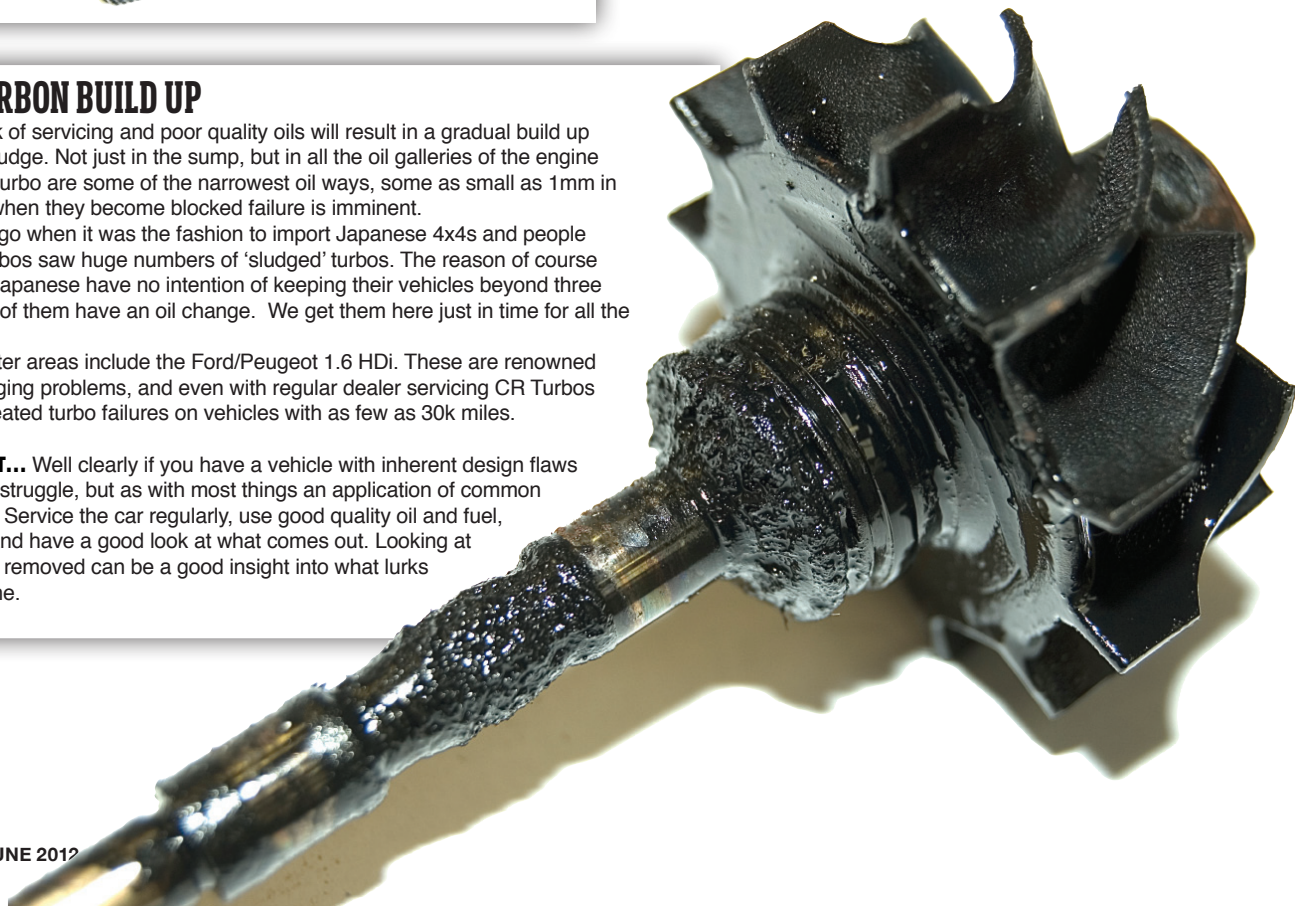 RBON BUILD UP
k of servicing and poor quality oils will result in a gradual build up
udge. Not just in the sump, but in all the oil galleries of the engine
urbo are some of the narrowest oil ways, some as small as 1mm in
when they become blocked failure is imminent.
go when it was the fashion to import Japanese 4x4s and people
bos saw huge numbers of ‘sludged’ turbos. The reason of course
apanese have no intention of keeping their vehicles beyond three
of them have an oil change.  We get them here just in time for all the
ter areas include the Ford/Peugeot 1.6 HDi. These are renowned
ging problems, and even with regular dealer servicing CR Turbos
eated turbo failures on vehicles with as few as 30k miles.
T... Well clearly if you have a vehicle with inherent design flaws
struggle, but as with most things an application of common
Service the car regularly, use good quality oil and fuel,
nd have a good look at what comes out. Looking at
removed can be a good insight into what lurks
ne.
UNE 2012